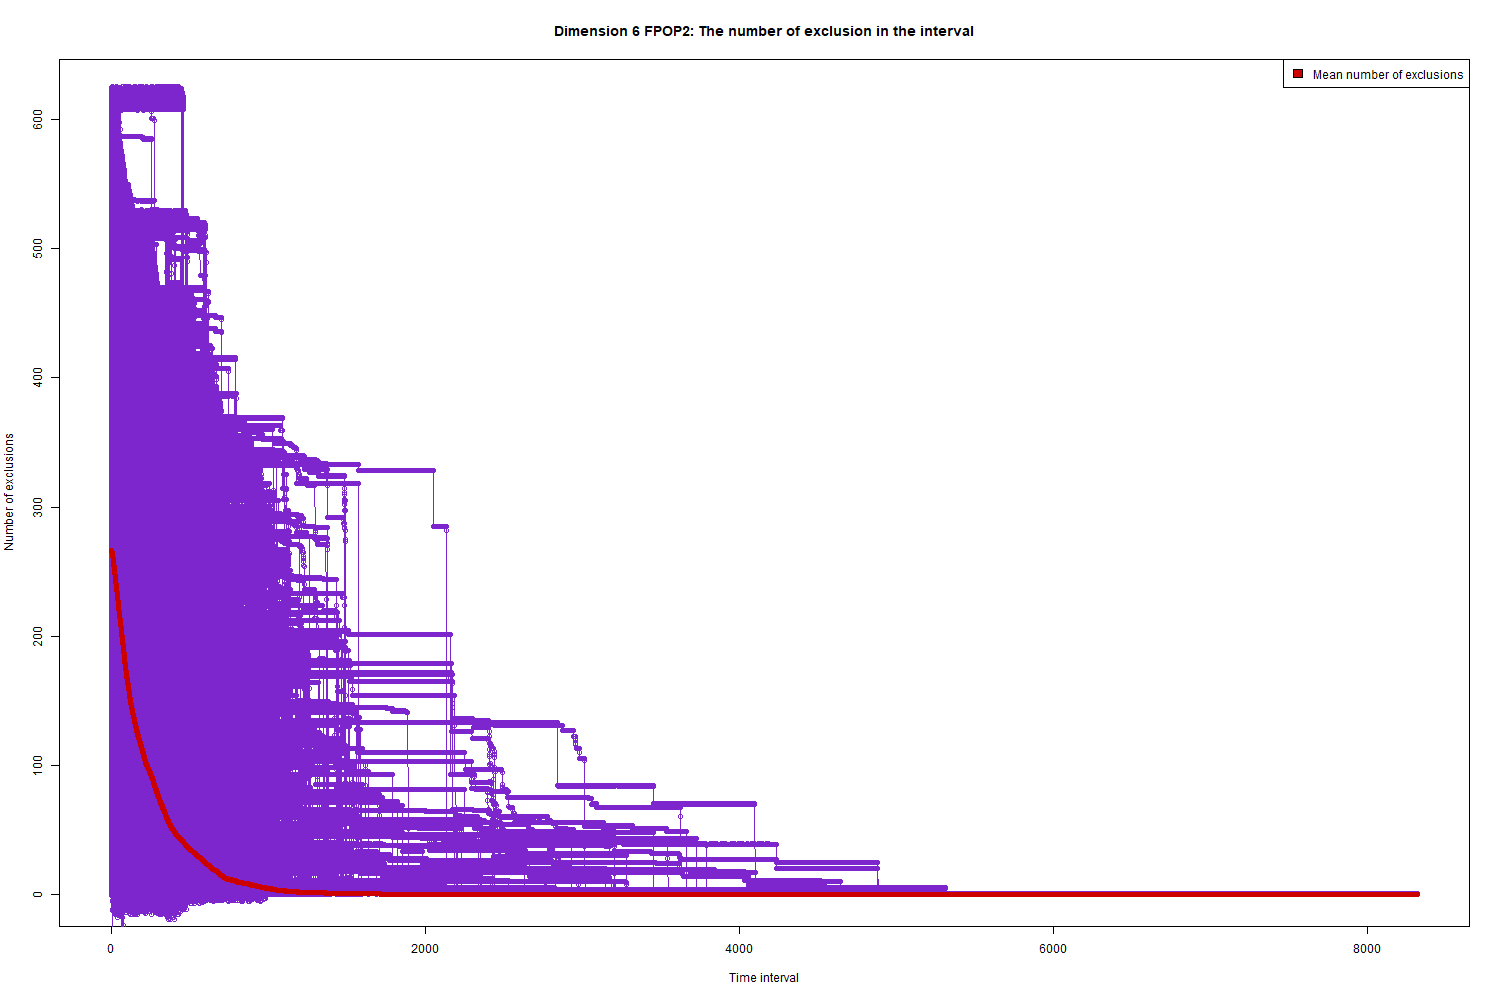 Dimension 6 FPOP2: The number of exclusion in the interval
Mean number of exclusions
Number of exclusions
600
500
400
300
200
100
0
0 2000 4000 6000 8000
Time interval